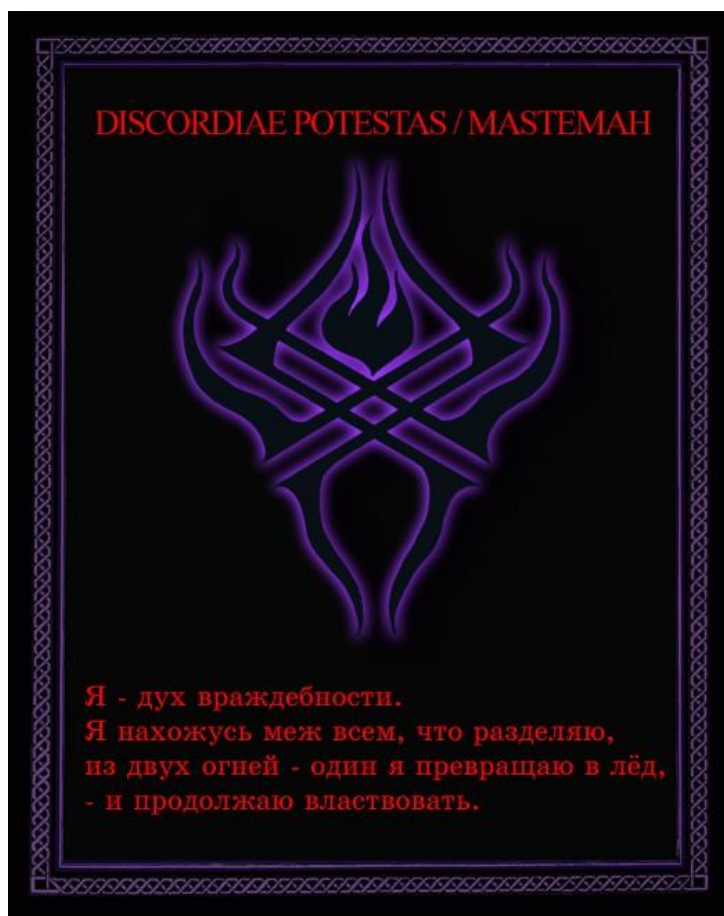 DISCORDIAE POTESTAS / MASTEMAH
Я - дух враждебности.
Я нахожусь меж всем, что разделяю,
из двух огней - один я превращаю в лёд,
- и продолжаю властвовать.